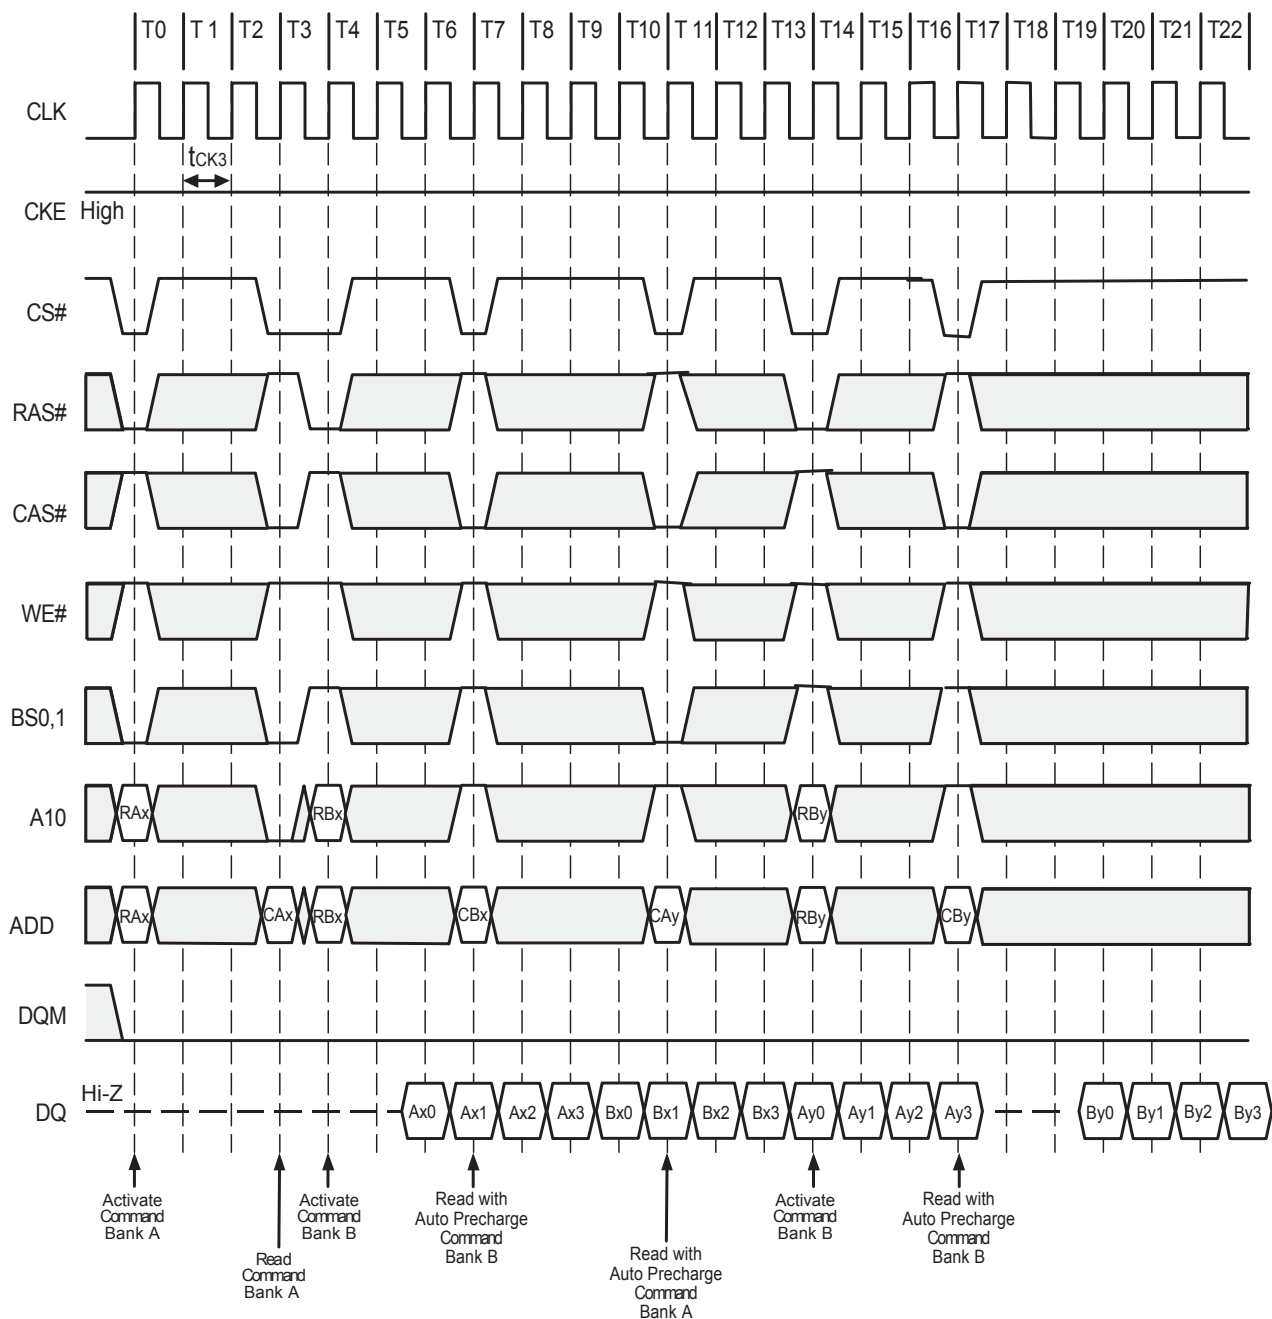 T0 T 1 T2 T3 T4 T5 T6 T7 T8 T9 T10 T 11 T12 T13 T14 T15 T16 T17 T18 T19 T20 T21 T22
CLK
tCK3
CKE High
CS#
RAS#
CAS#
WE#
BS0,1
A10 RAx RBx RBy
ADD RAx CAx RBx CBx CAy RBy CBy
DQM
Hi-Z
DQ Ax0 Ax1 Ax2 Ax3 Bx0 Bx1 Bx2 Bx3 Ay0 Ay1 Ay2 Ay3 By0 By1 By2 By3
Activate
Command
Bank A
Read
Command
Bank A
Activate
Command
Bank B
Read with
Auto Precharge
Command
Bank B
Read with
Auto Precharge
Command
Bank A
Activate
Command
Bank B
Read with
Auto Precharge
Command
Bank B